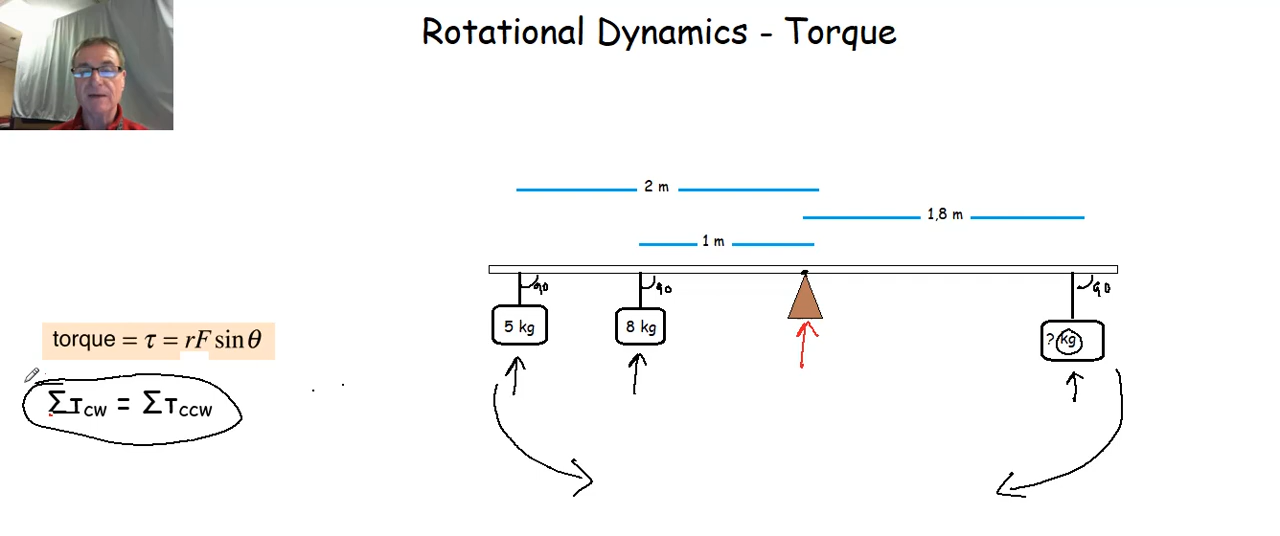 Rotational Dynamics - Torque
2 m
1,8 m
1 m
90
90
90
5 kg
8 kg
? kg
torque = τ = rF sin θ
Στcw = Στccw